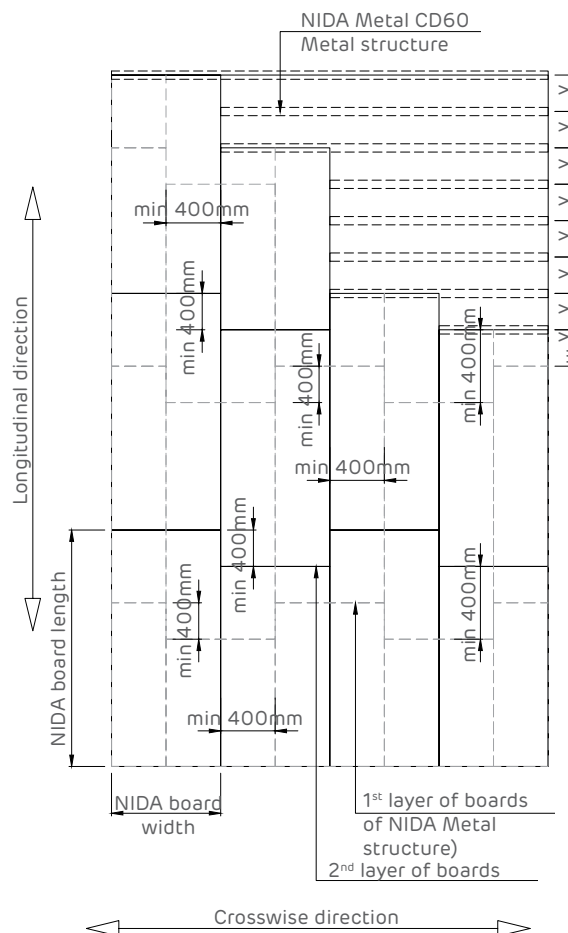 NIDA Metal CD60
Metal structure
min 400mm
min 400mm
min 400mm
min 400mm
min 400mm
min 400mm
min 400mm
min 400mm
min 400mm
Longitudinal direction
NIDA board length
NIDA board
width
1st layer of boards
of NIDA Metal
structure)
2nd layer of boards
Crosswise direction